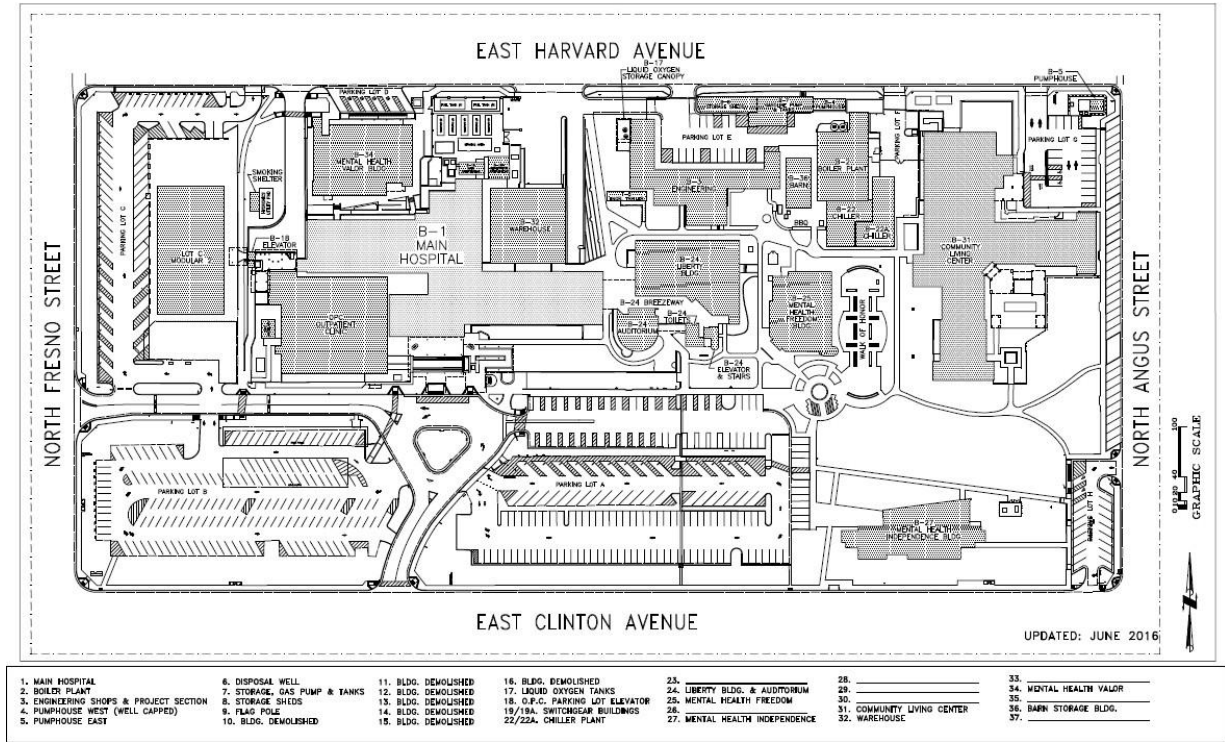 EAST HARVARD AVENUE
B-17
LIQUID OXYGEN
STORAGE CANOPY
B-5
PUMPHOUSE
PARKING LOT D
PARKING LOT E
PARKING LOT F
PARKING LOT G
B-34
MENTAL HEALTH
VALOR BLDG
SMOKING
SHELTER
B-3
ENGINEERING
B-36
BARN
B-2
BOILER PLANT
B-22
CHILLER
B-22A
CHILLER
BBQ
B-32
WAREHOUSE
B-1
MAIN
HOSPITAL
B-18
ELEVATOR
PARKING LOT C
LOT C
MODULAR 7
B-31
COMMUNITY
LIVING
CENTER
B-24
LIBERTY
BLDG
B-25
MENTAL
HEALTH
FREEDOM
BLDG
WALK OF HONOR
B-24 BREEZEWAY
B-24
TOILETS
B-24
AUDITORIUM
B-24
ELEVATOR
& STAIRS
OPC
OUTPATIENT
CLINIC
NORTH FRESNO STREET
NORTH ANGUS STREET
PARKING LOT B
PARKING LOT A
PARKING LOT H
B-27
MENTAL HEALTH
INDEPENDENCE BLDG
0 10 20 40 100
GRAPHIC SCALE
N
EAST CLINTON AVENUE
UPDATED: JUNE 2016
1. MAIN HOSPITAL
2. BOILER PLANT
3. ENGINEERING SHOPS & PROJECT SECTION
4. PUMPHOUSE WEST (WELL CAPPED)
5. PUMPHOUSE EAST
6. DISPOSAL WELL
7. STORAGE, GAS PUMP & TANKS
8. STORAGE SHEDS
9. FLAG POLE
10. BLDG. DEMOLISHED
11. BLDG. DEMOLISHED
12. BLDG. DEMOLISHED
13. BLDG. DEMOLISHED
14. BLDG. DEMOLISHED
15. BLDG. DEMOLISHED
16. BLDG. DEMOLISHED
17. LIQUID OXYGEN TANKS
18. O.P.C. PARKING LOT ELEVATOR
19/19A. SWITCHGEAR BUILDINGS
22/22A. CHILLER PLANT
23.
24. LIBERTY BLDG. & AUDITORIUM
25. MENTAL HEALTH FREEDOM
26.
27. MENTAL HEALTH INDEPENDENCE
28.
29.
30.
31. COMMUNITY LIVING CENTER
32. WAREHOUSE
33.
34. MENTAL HEALTH VALOR
35.
36. BARN STORAGE BLDG.
37.